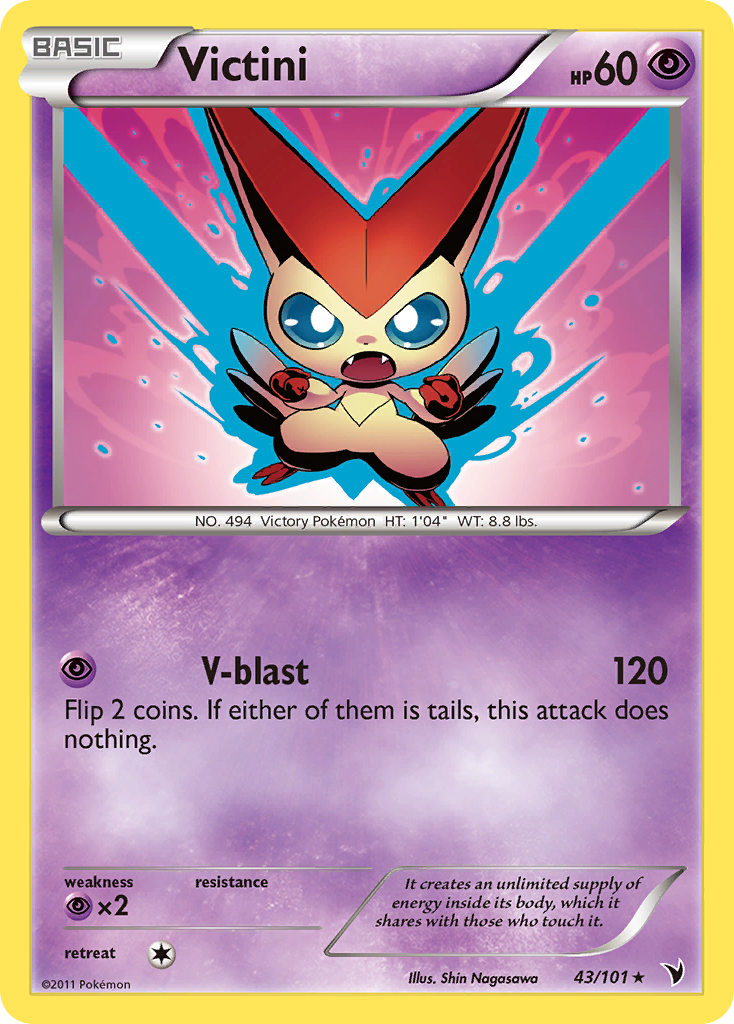 BASIC
Victini
HP60
NO. 494 Victory Pokémon HT: 1'04" WT: 8.8 lbs.
V-blast 120
Flip 2 coins. If either of them is tails, this attack does
nothing.
weakness resistance
×2
It creates an unlimited supply of
energy inside its body, which it
shares with those who touch it.
retreat
Illus. Shin Nagasawa 43/101 ★
©2011 Pokémon